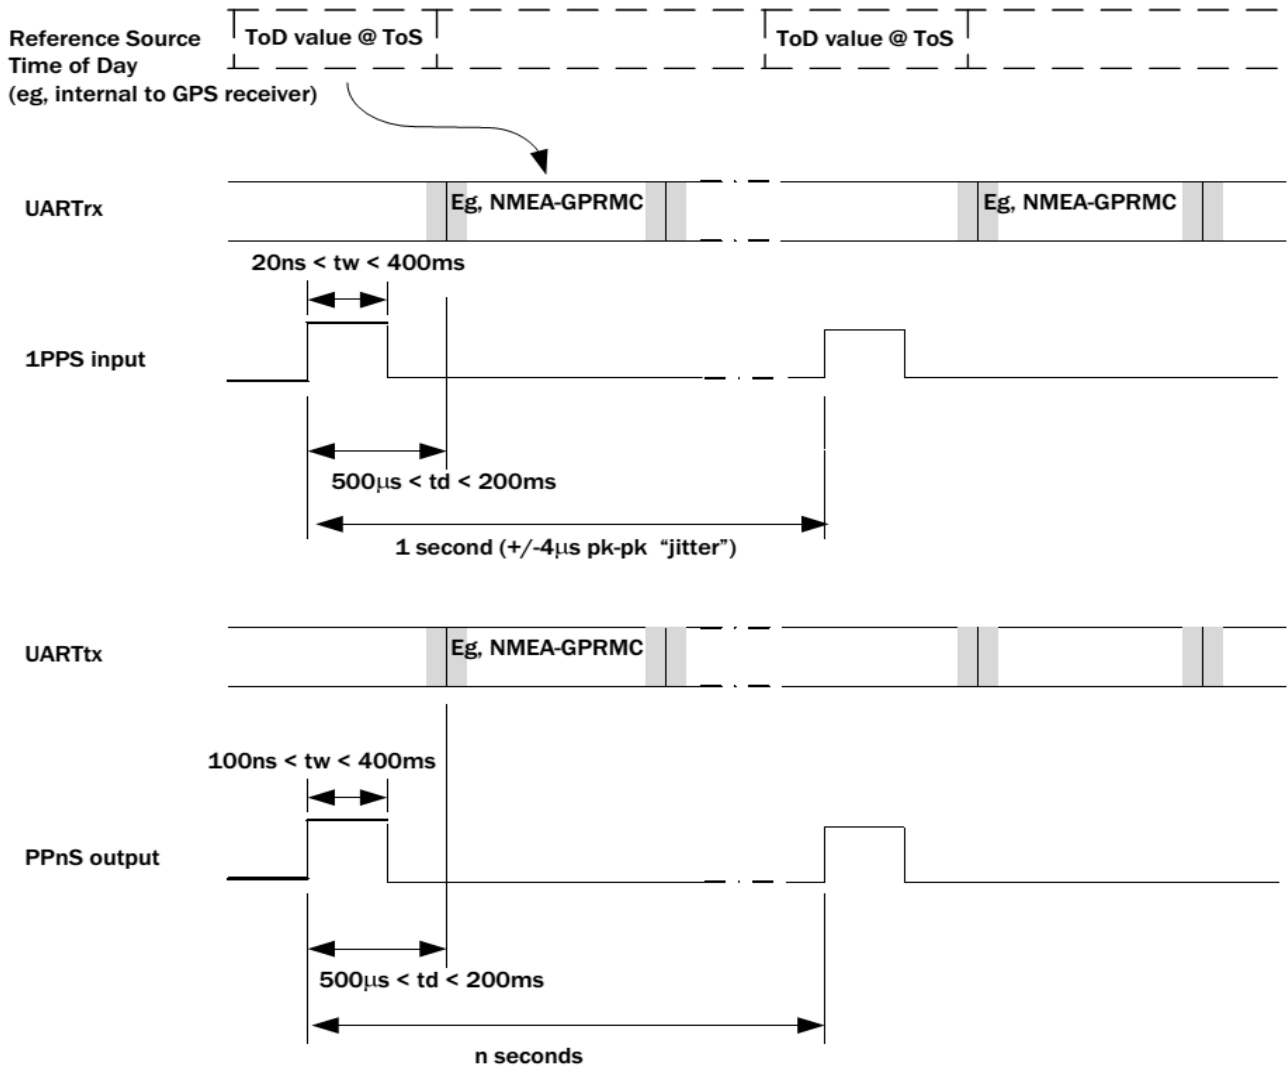 ToD value @ ToS
ToD value @ ToS
Reference Source
Time of Day
(eg, internal to GPS receiver)
UARTrx
Eg, NMEA-GPRMC
Eg, NMEA-GPRMC
20ns < tw < 400ms
1PPS input
500μs < td < 200ms
1 second (+/-4μs pk-pk “jitter”)
UARTtx
Eg, NMEA-GPRMC
100ns < tw < 400ms
PPnS output
500μs < td < 200ms
n seconds